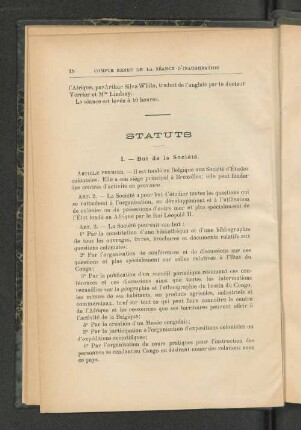 18 COMPTE RENDU DE LA SÉANCE D'INAUGURATION
l'Afrique, par Arthur Silva White, traduit de l'anglais par le docteur
Verrier et Mlle Lindsay.
La séance est levée à 10 heures.
STATUTS
I. — But de la Société.
ARTICLE PREMIER. — Il est fondé en Belgique une Société d'Études
coloniales. Elle a son siège principal à Bruxelles; elle peut fonder
des centres d'activité en province.
ART. 2. — La Société a pour but d'étudier toutes les questions qui
se rattachent à l'organisation, au développement et à l'utilisation
de colonies ou de possessions d'outre-mer et plus spécialement de
l'État fondé en Afrique par le Roi Léopold II.
ART. 3. — La Société poursuit son but :
1° Par la constitution d'une bibliothèque et d'une bibliographie
de tous les ouvrages, livres, brochures et documents relatifs aux
questions coloniales;
2° Par l'organisation de conférences et de discussions sur ces
questions et plus spécialement sur celles relatives à l'État du
Congo;
3° Par la publication d'un recueil périodique résumant ces con-
férences et ces discussions ainsi que toutes les informations
recueillies sur la géographie et l'ethnographie du bassin du Congo,
les mœurs de ses habitants, ses produits agricoles, industriels et
commerciaux, bref sur tout ce qui peut faire connaître le centre
de l'Afrique et les ressources que ses territoires peuvent offrir à
l'activité de la Belgique;
4° Par la création d'un Musée congolais;
5° Par la participation à l'organisation d'expositions coloniales ou
d'expéditions scientifiques;
6° Par l'organisation de cours pratiques pour l'instruction des
personnes se rendant au Congo ou désirant nouer des relations avec
ce pays.